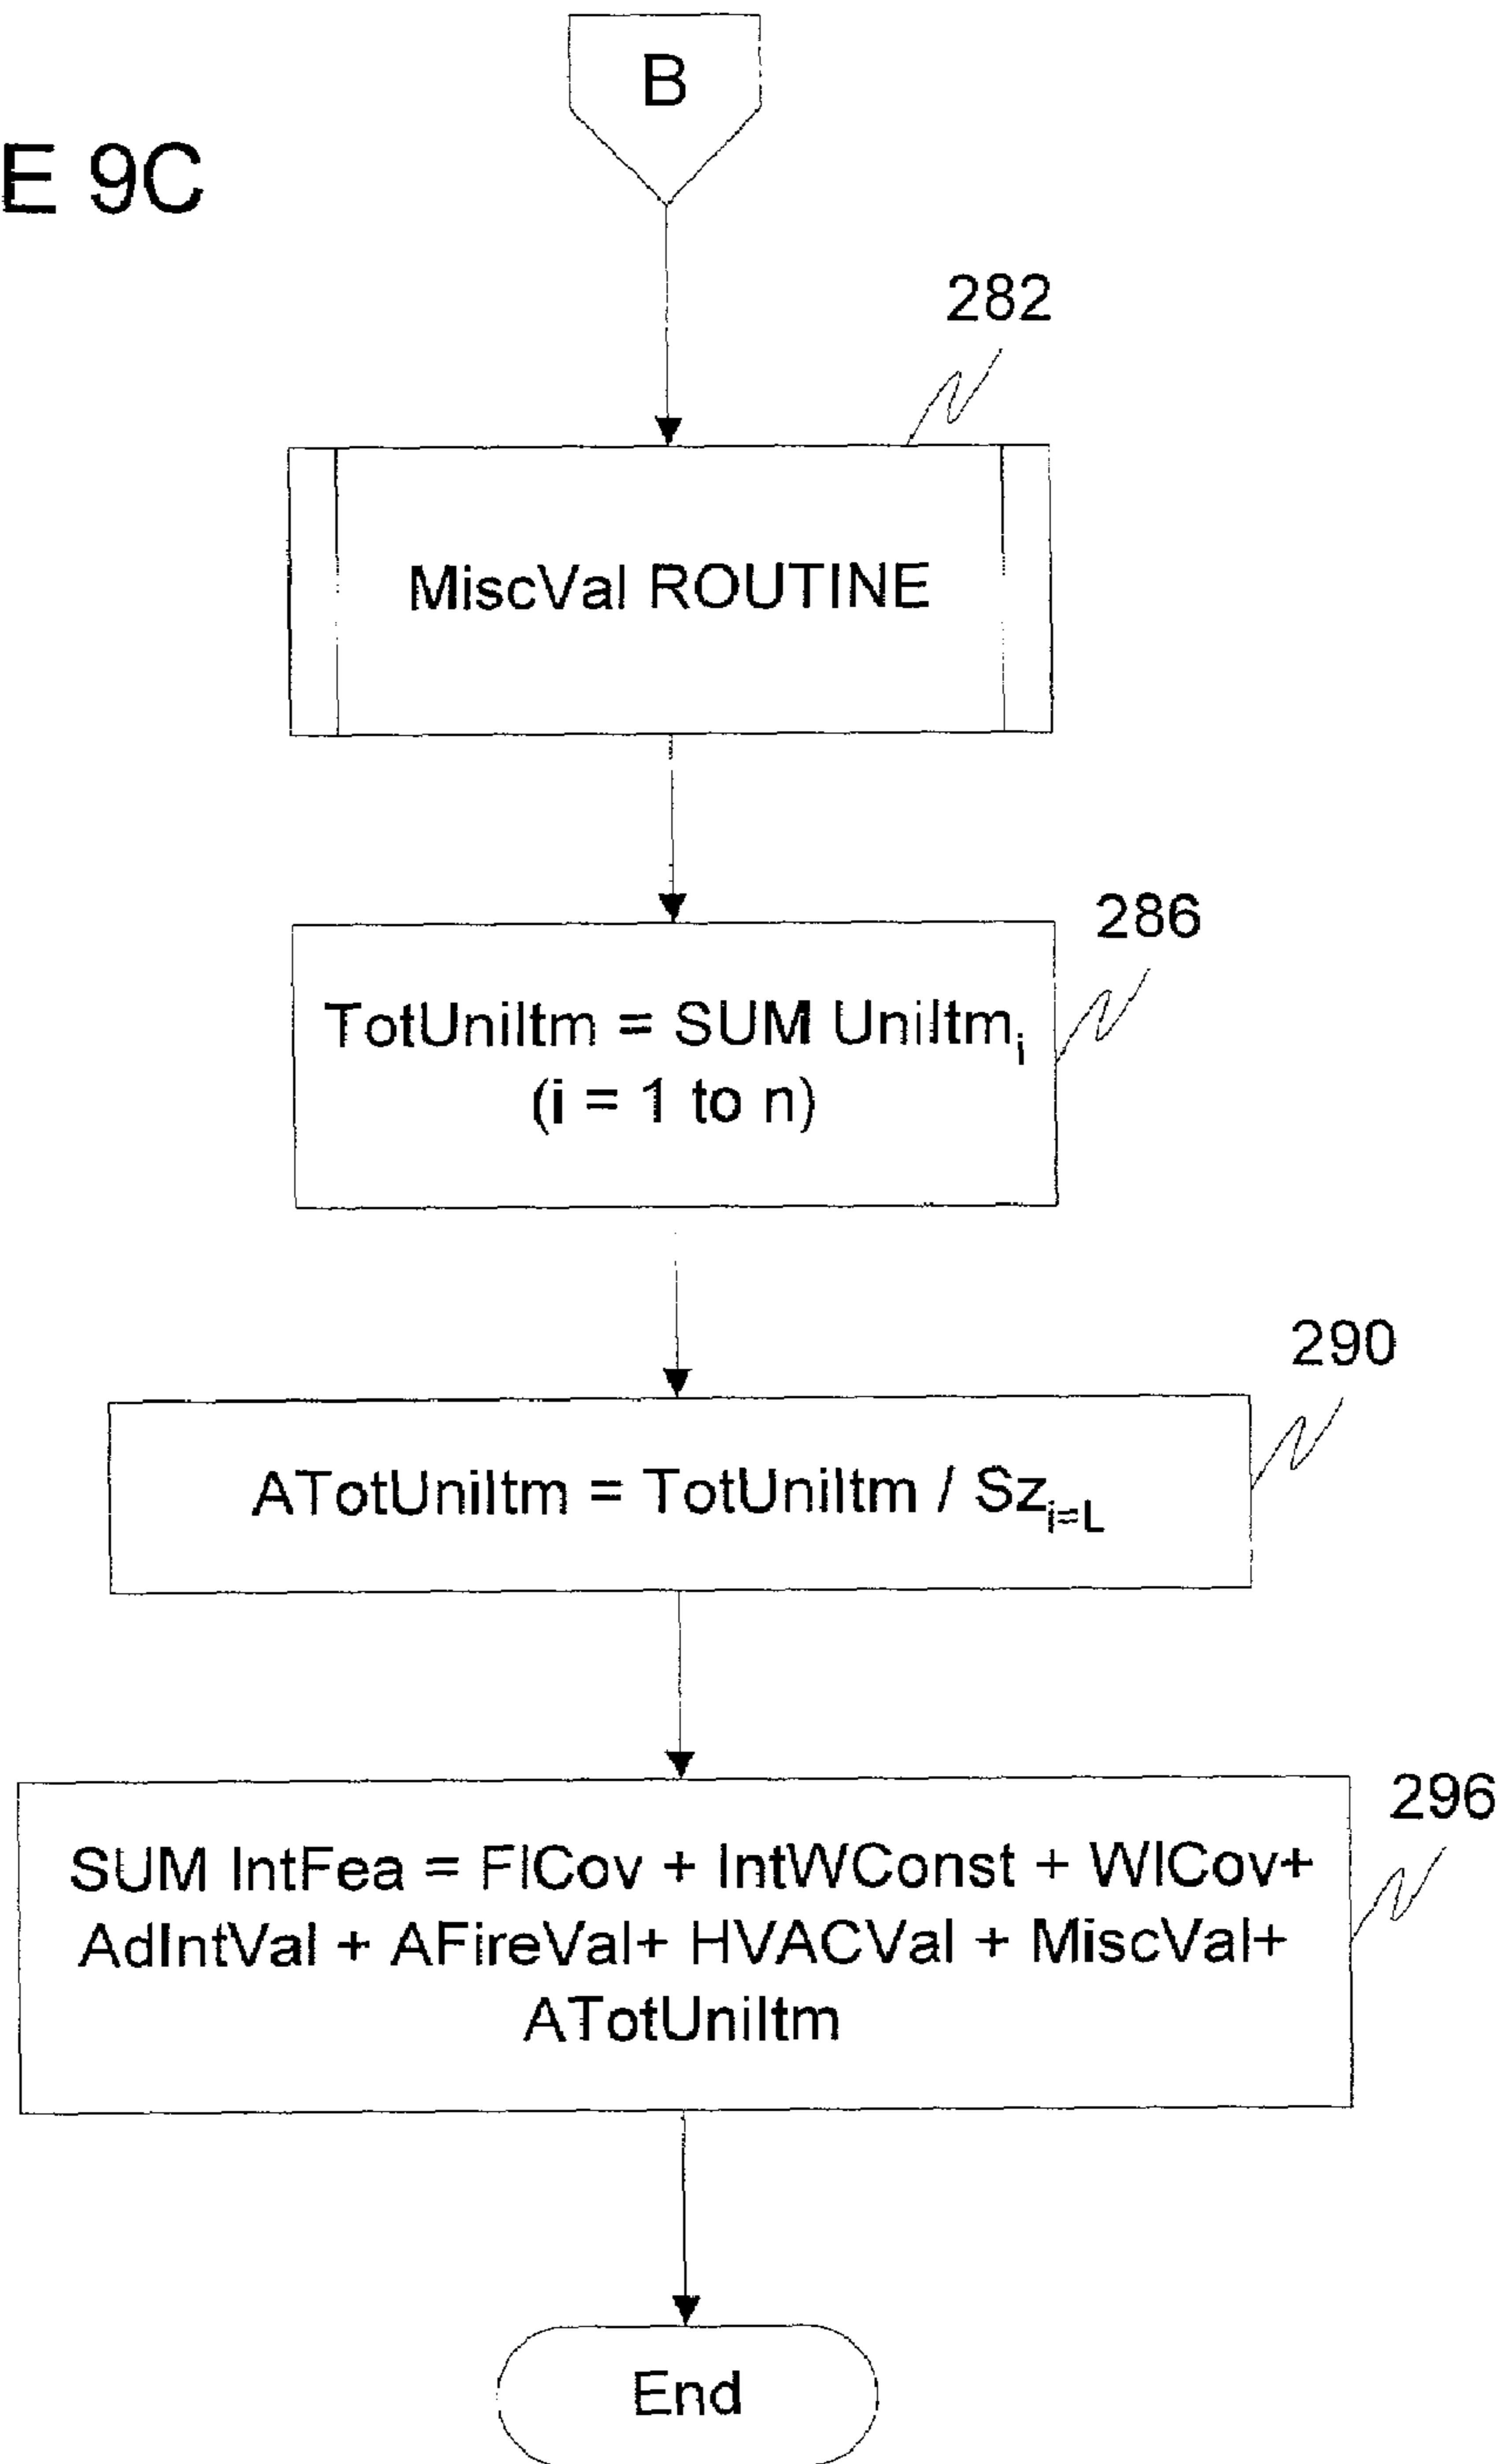 B
E 9C
282
MiscVal ROUTINE
286
TotUniItm = SUM UniItmᵢ
(i = 1 to n)
290
ATotUniItm = TotUniItm / Sz_{i=L}
296
SUM IntFea = FlCov + IntWConst + WlCov+
AdIntVal + AFireVal+ HVACVal + MiscVal+
ATotUniItm
End